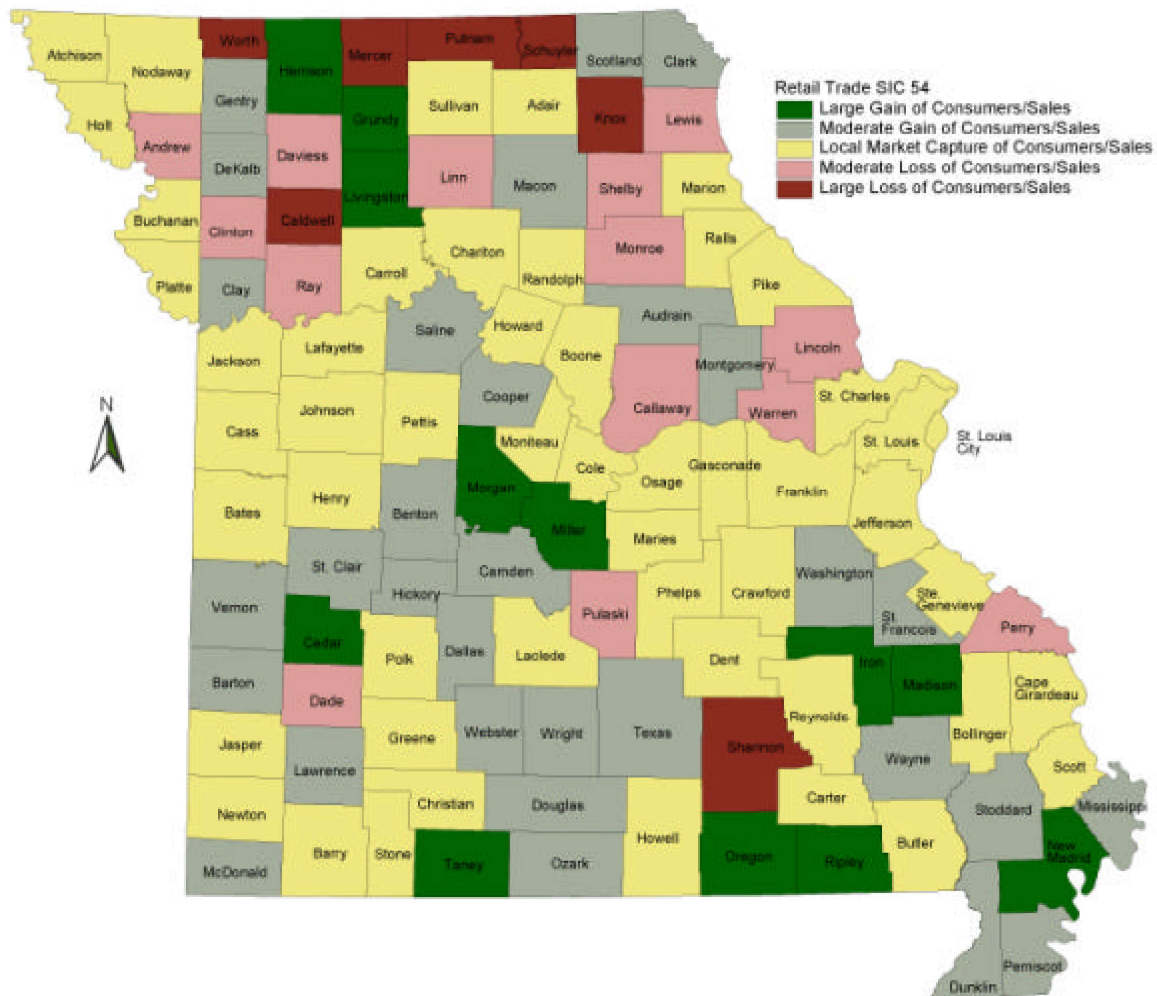 Worth
Harrison
Mercer
Putnam
Schuyler
Scotland
Clark
Atchison
Nodaway
Gentry
Sullivan
Adair
Knox
Lewis
Holt
Andrew
DeKalb
Daviess
Grundy
Linn
Macon
Shelby
Marion
Livingston
Buchanan
Clinton
Caldwell
Chariton
Monroe
Ralls
Platte
Clay
Ray
Carroll
Randolph
Pike
Retail Trade SIC 54
Large Gain of Consumers/Sales
Moderate Gain of Consumers/Sales
Local Market Capture of Consumers/Sales
Moderate Loss of Consumers/Sales
Large Loss of Consumers/Sales
Saline
Howard
Audrain
Jackson
Lafayette
Boone
Montgomery
Lincoln
Cooper
Callaway
Warren
St. Charles
N
Cass
Johnson
Pettis
Moniteau
Cole
Osage
Gasconade
Franklin
St. Louis
St. Louis
City
Bates
Henry
Benton
Morgan
Miller
Maries
Jefferson
St. Clair
Hickory
Camden
Pulaski
Phelps
Crawford
Washington
St.
Francois
Ste.
Genevieve
Perry
Vernon
Cedar
Polk
Dallas
Laclede
Dent
Iron
Madison
Cape
Girardeau
Barton
Dade
Greene
Webster
Wright
Texas
Shannon
Reynolds
Bollinger
Jasper
Lawrence
Wayne
Scott
Newton
Christian
Douglas
Howell
Carter
Stoddard
Mississipp
McDonald
Barry
Stone
Taney
Ozark
Oregon
Ripley
Butler
New
Madrid
Pemiscot
Dunklin